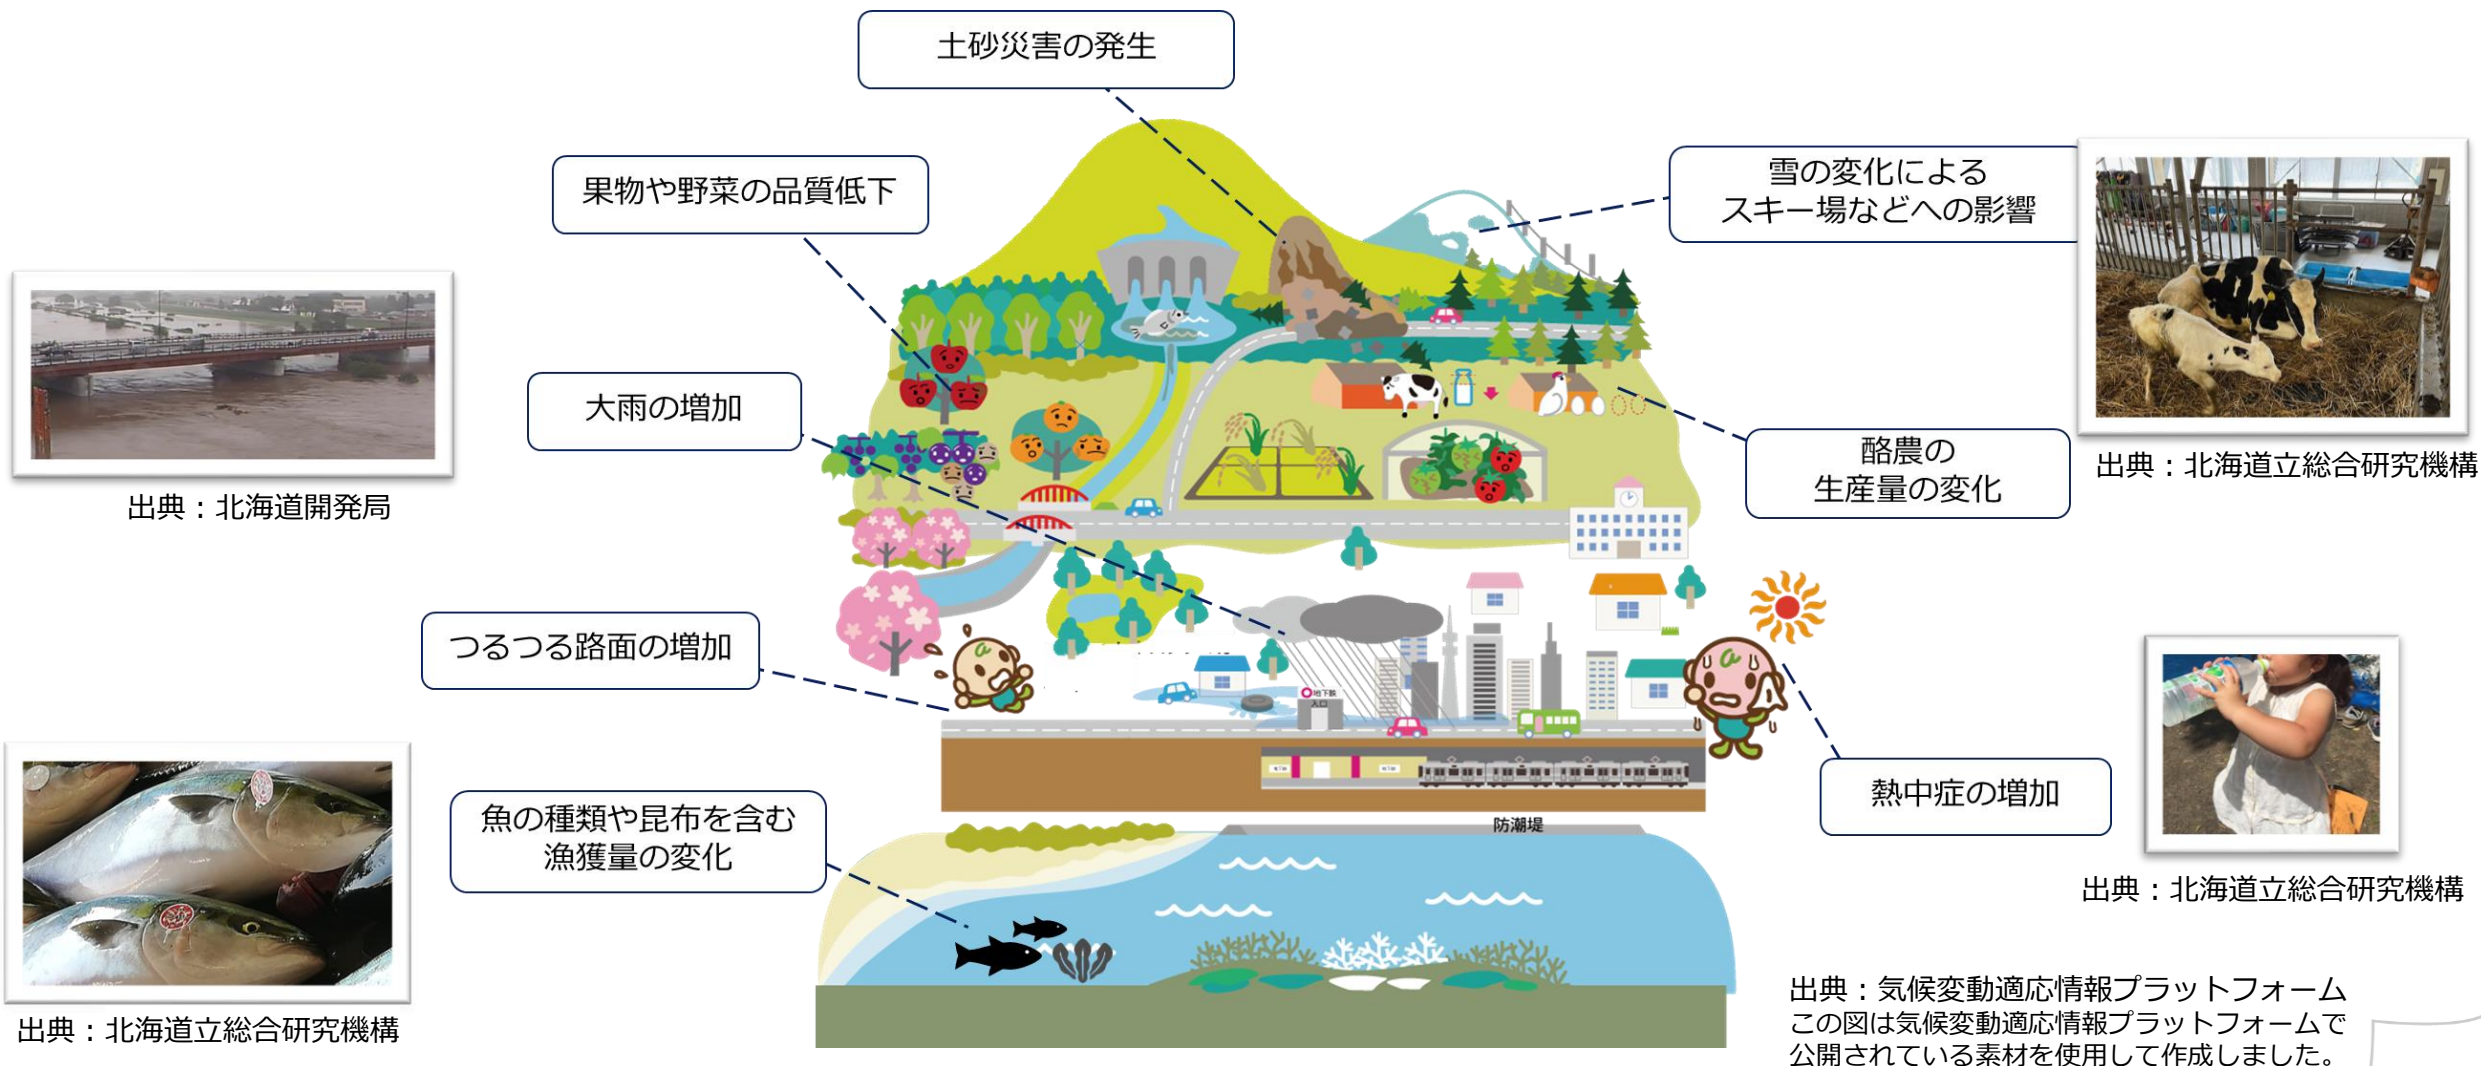 土砂災害の発生
果物や野菜の品質低下
雪の変化による
スキー場などへの影響
大雨の増加
酪農の
生産量の変化
出典：北海道立総合研究機構
出典：北海道開発局
つるつる路面の増加
地下鉄
入口
熱中症の増加
魚の種類や昆布を含む
漁獲量の変化
防潮堤
出典：北海道立総合研究機構
出典：北海道立総合研究機構
出典：気候変動適応情報プラットフォーム
この図は気候変動適応情報プラットフォームで
公開されている素材を使用して作成しました。